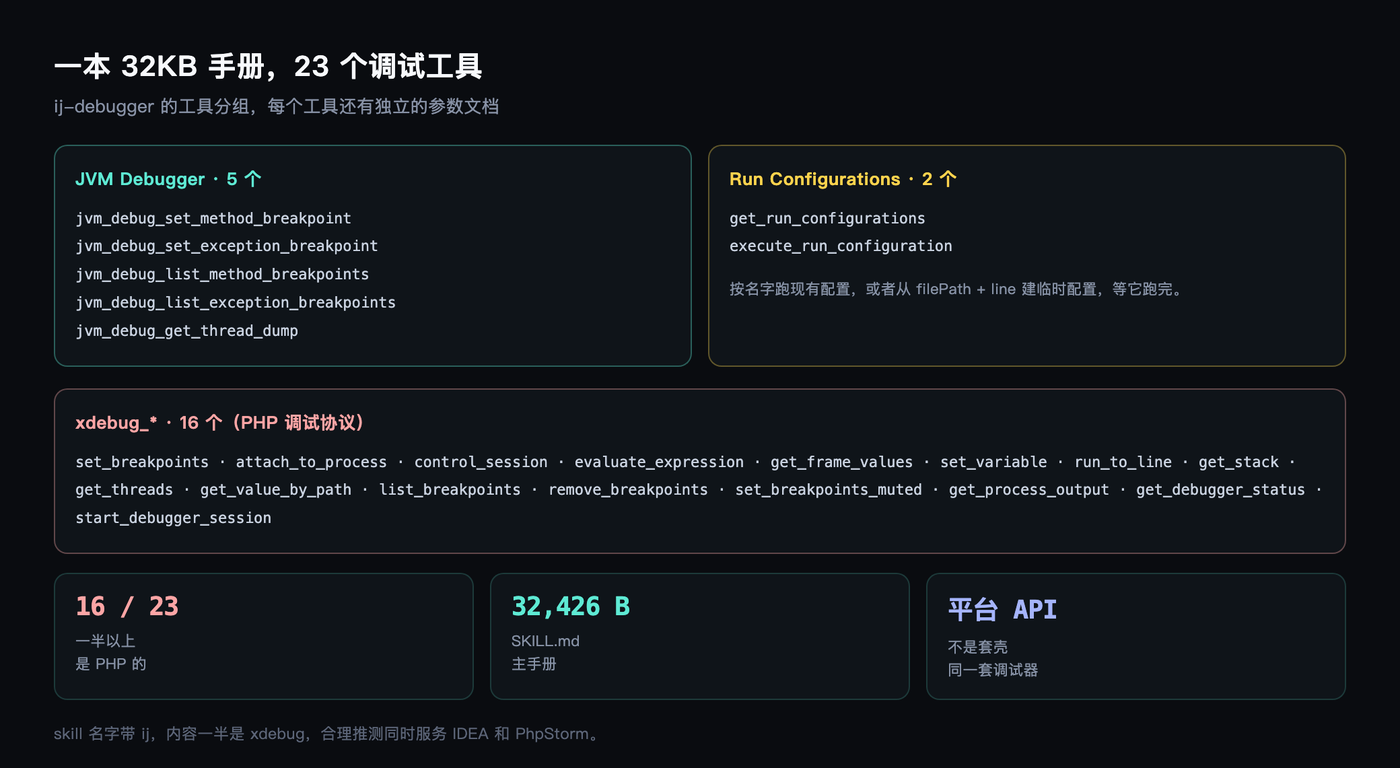 一本 32KB 手册，23 个调试工具
ij-debugger 的工具分组，每个工具还有独立的参数文档
JVM Debugger · 5 个
jvm_debug_set_method_breakpoint
jvm_debug_set_exception_breakpoint
jvm_debug_list_method_breakpoints
jvm_debug_list_exception_breakpoints
jvm_debug_get_thread_dump
Run Configurations · 2 个
get_run_configurations
execute_run_configuration
按名字跑现有配置，或者从 filePath + line 建临时配置，等它跑完。
xdebug_* · 16 个（PHP 调试协议）
set_breakpoints · attach_to_process · control_session · evaluate_expression · get_frame_values · set_variable · run_to_line · get_stack ·
get_threads · get_value_by_path · list_breakpoints · remove_breakpoints · set_breakpoints_muted · get_process_output · get_debugger_status ·
start_debugger_session
16 / 23
一半以上
是 PHP 的
32,426 B
SKILL.md
主手册
平台 API
不是套壳
同一套调试器
skill 名字带 ij，内容一半是 xdebug，合理推测同时服务 IDEA 和 PhpStorm。